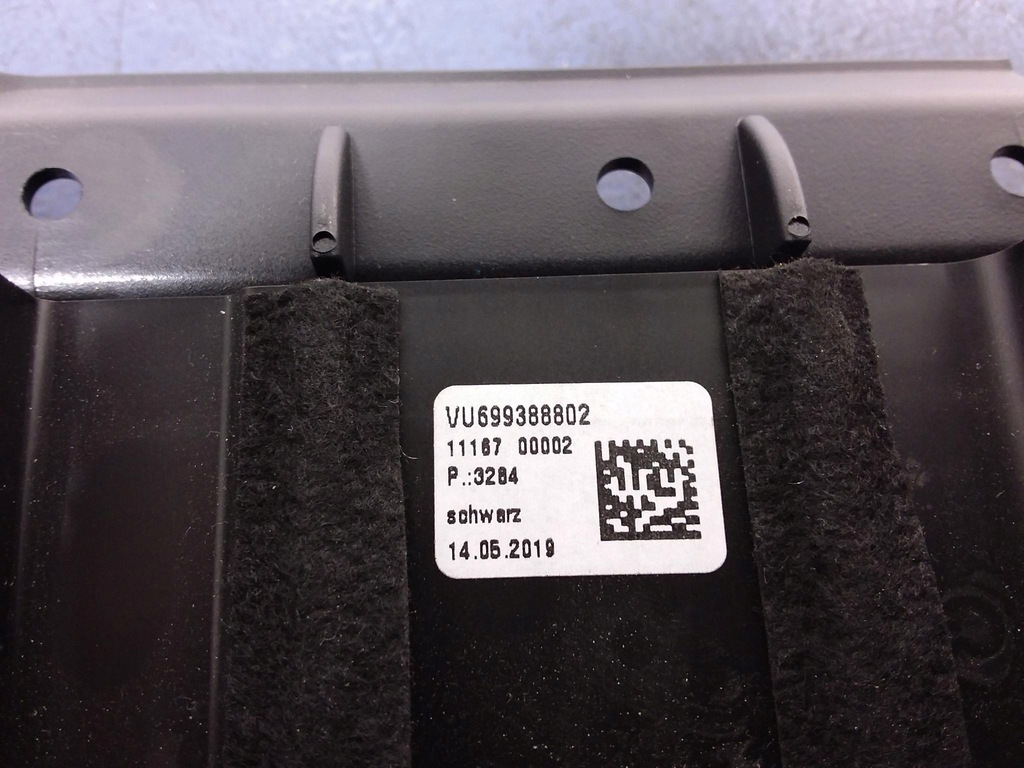 VU699388802
11167 00002
P.:3284
schwarz
14.05.2019